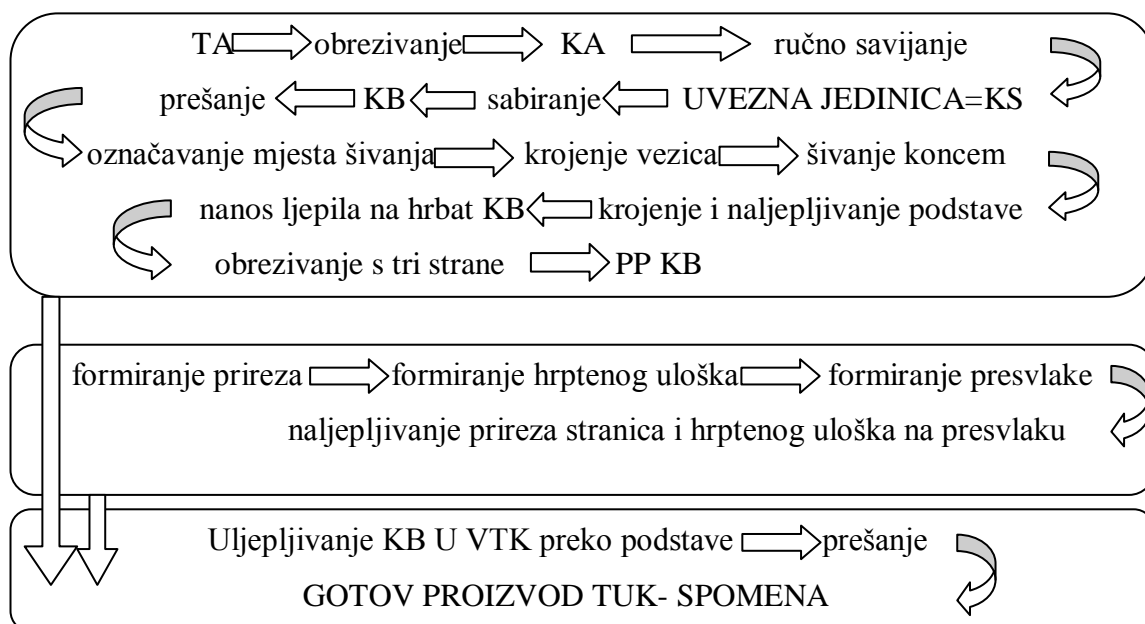 TA obrezivanje KA ručno savijanje
prešanje KB sabiranje UVEZNA JEDINICA=KS
označavanje mjesta šivanja krojenje vezica šivanje koncem
nanos ljepila na hrbat KB krojenje i naljepljivanje podstave
obrezivanje s tri strane PP KB
formiranje prireza formiranje hrptenog uloška formiranje presvlake
naljepljivanje prireza stranica i hrptenog uloška na presvlaku
Uljepljivanje KB U VTK preko podstave prešanje
GOTOV PROIZVOD TUK- SPOMENA